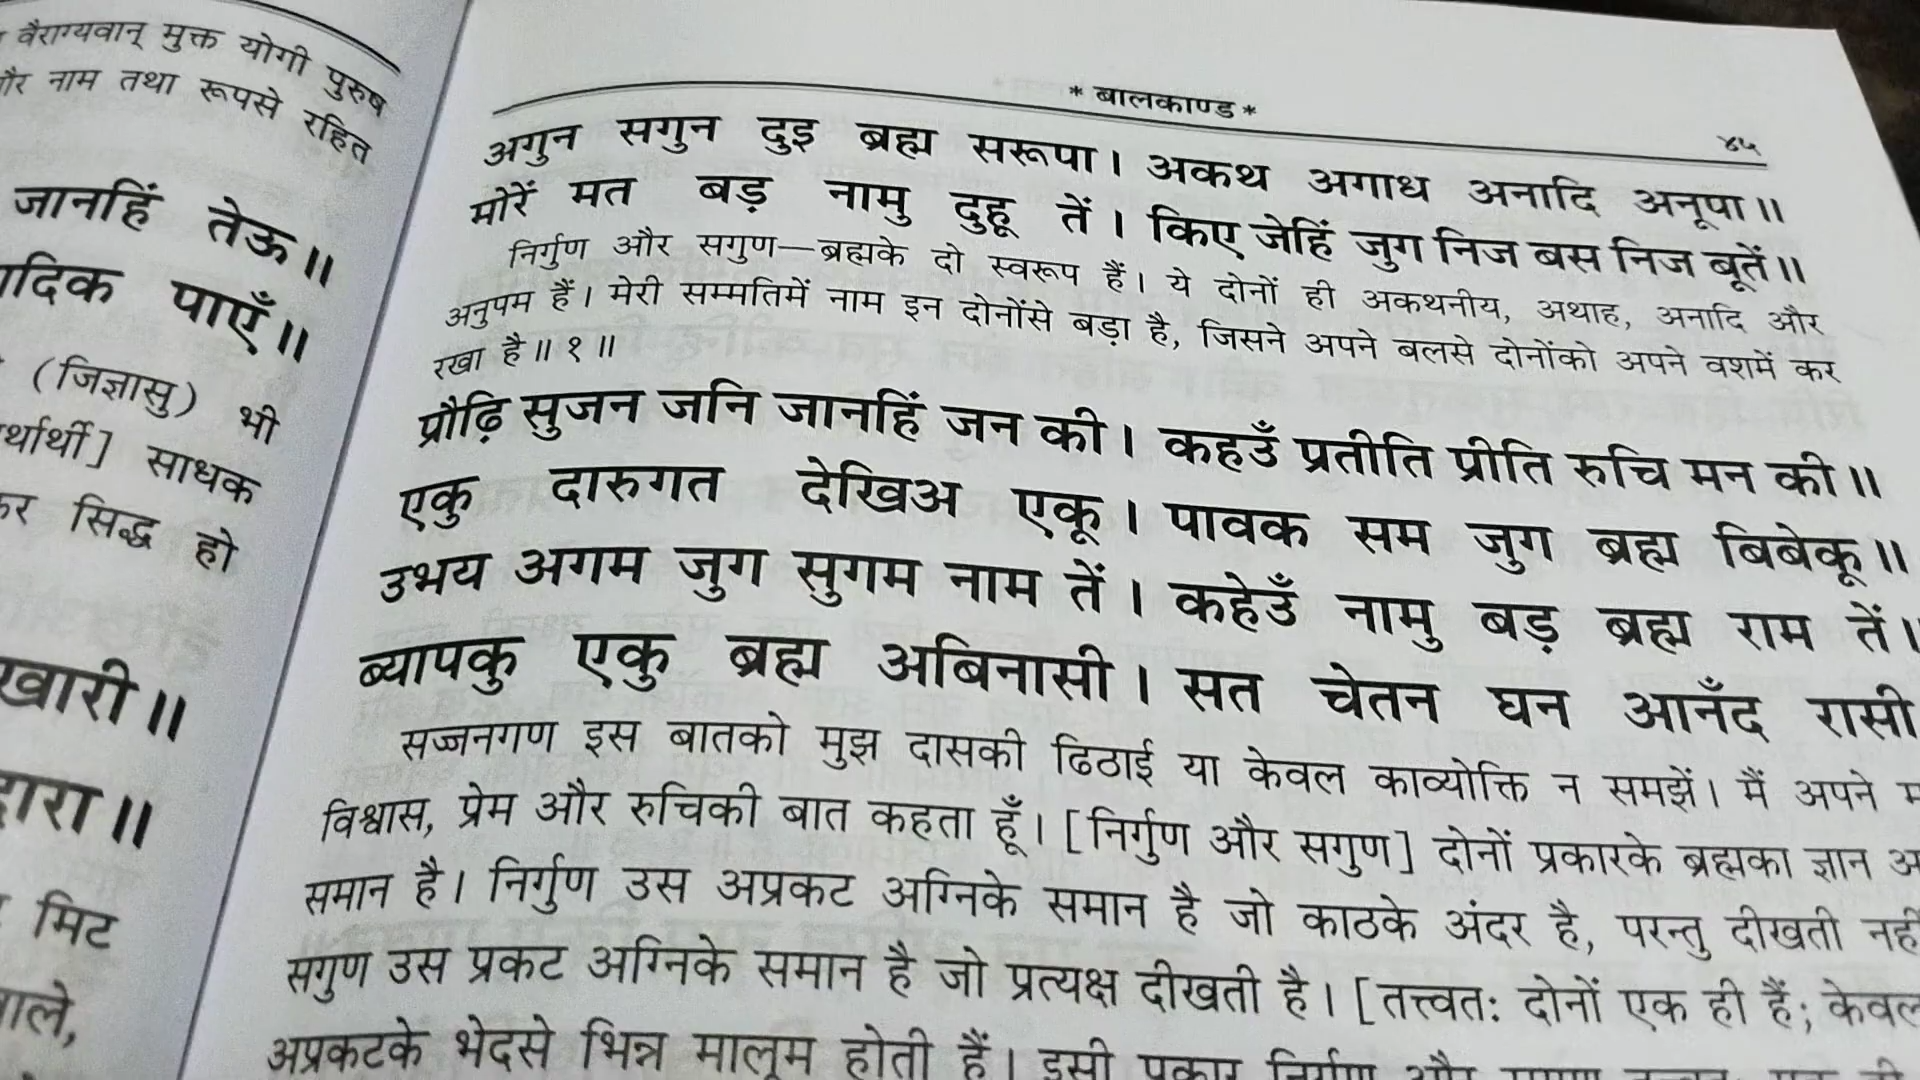 वैराग्यवान् मुक्त योगी पुरुष
नाम तथा रूपसे रहित
जानहिं तेऊ॥
पाएँ॥
(जिज्ञासु) भी
साधक
सिद्ध हो
मिट
* बालकाण्ड *
४५
अगुन सगुन दुइ ब्रह्म सरूपा। अकथ अगाध अनादि अनूपा॥
मोरें मत बड़ नामु दुहू तें। किए जेहिं जुग निज बस निज बूतें॥
निर्गुण और सगुण—ब्रह्मके दो स्वरूप हैं। ये दोनों ही अकथनीय, अथाह, अनादि और
अनुपम हैं। मेरी सम्मतिमें नाम इन दोनोंसे बड़ा है, जिसने अपने बलसे दोनोंको अपने वशमें कर
रखा है॥ १॥
प्रौढ़ि सुजन जनि जानहिं जन की। कहउँ प्रतीति प्रीति रुचि मन की॥
एकु दारुगत देखिअ एकू। पावक सम जुग ब्रह्म बिबेकू॥
उभय अगम जुग सुगम नाम तें। कहेउँ नामु बड़ ब्रह्म राम तें।
ब्यापकु एकु ब्रह्म अबिनासी। सत चेतन घन आनँद रासी
सज्जनगण इस बातको मुझ दासकी ढिठाई या केवल काव्योक्ति न समझें। मैं अपने
विश्वास, प्रेम और रुचिकी बात कहता हूँ। [निर्गुण और सगुण] दोनों प्रकारके ब्रह्मका ज्ञान
समान है। निर्गुण उस अप्रकट अग्निके समान है जो काठके अंदर है, परन्तु दीखती नहीं
सगुण उस प्रकट अग्निके समान है जो प्रत्यक्ष दीखती है। [तत्त्वतः दोनों एक ही हैं; केवल
अप्रकटके भेदसे भिन्न मालूम होती हैं। इसी प्रकार निर्गुण और